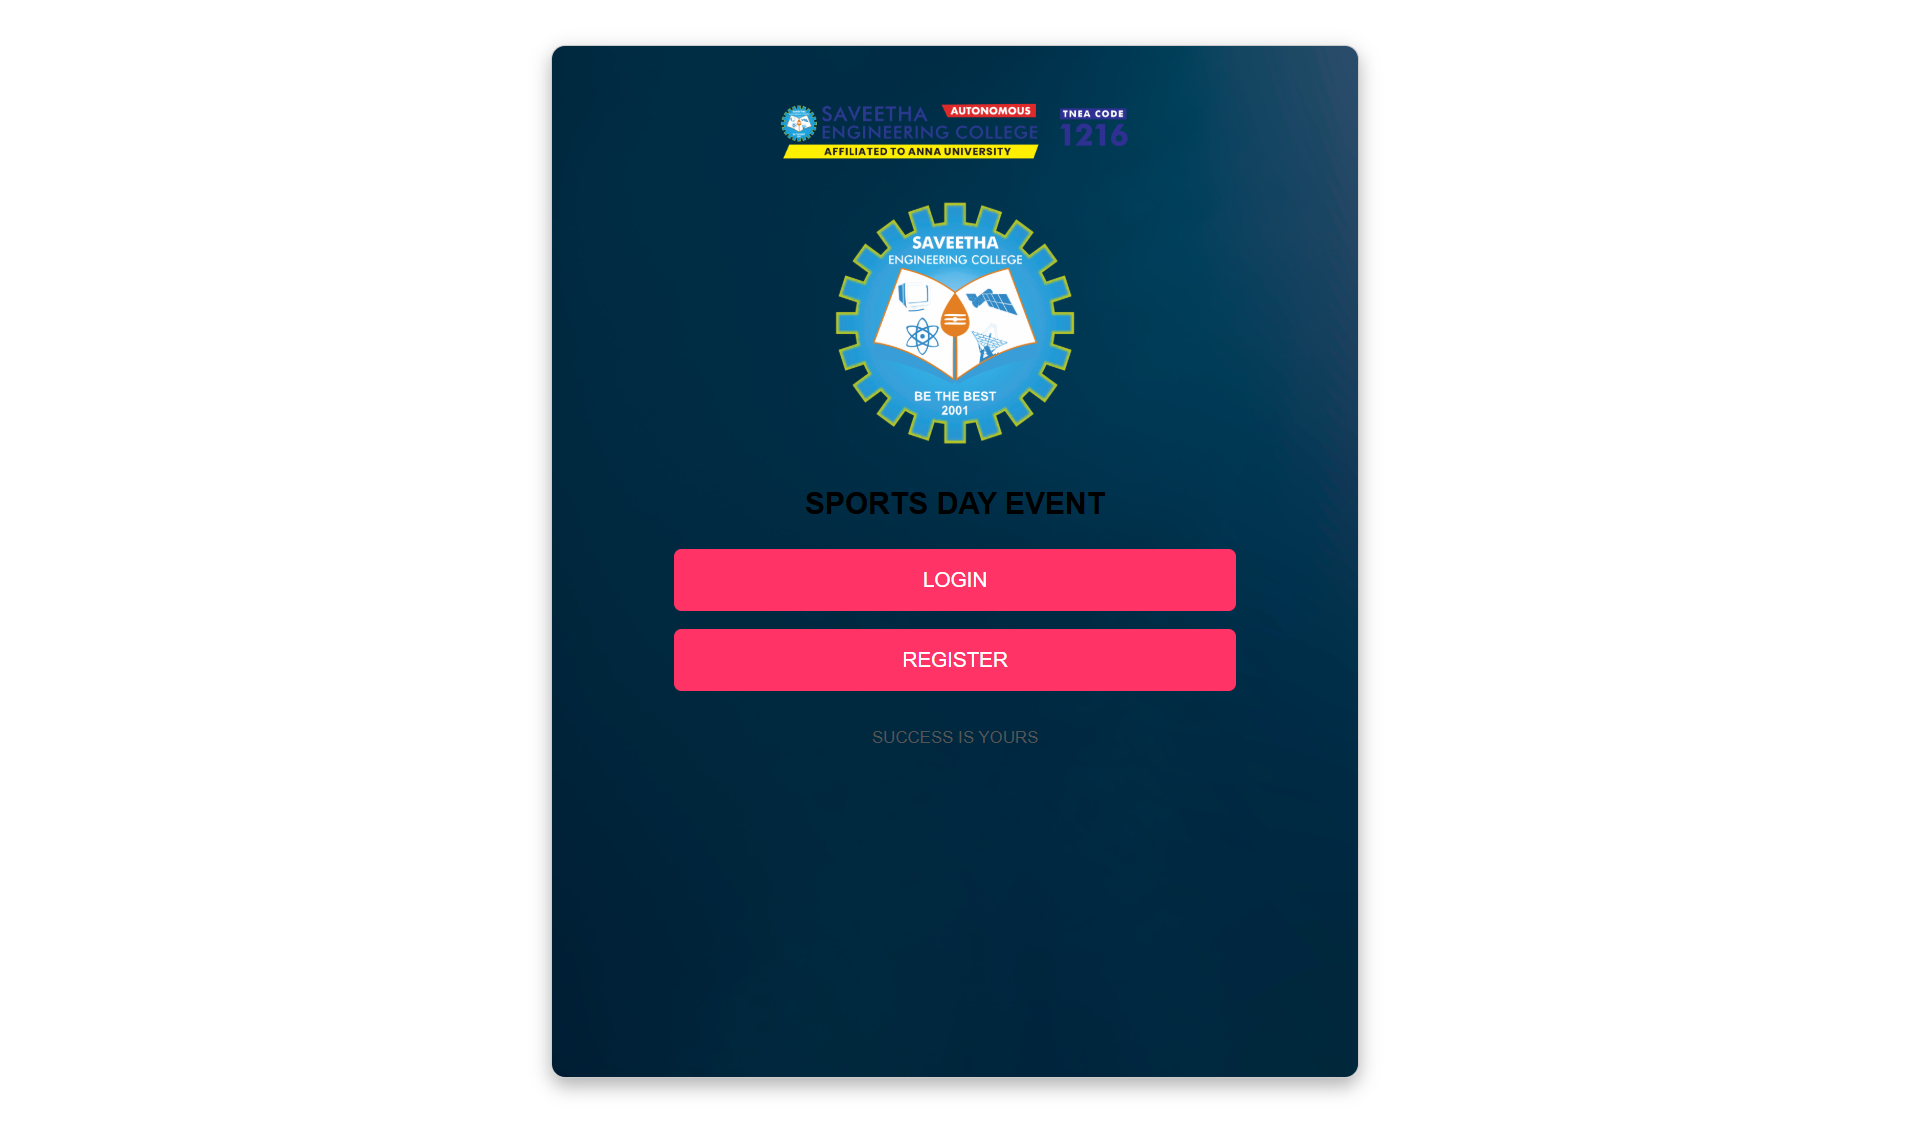 SAVEETHA AUTONOMOUS
ENGINEERING COLLEGE
AFFILIATED TO ANNA UNIVERSITY
TNEA CODE
1216
SAVEETHA
ENGINEERING COLLEGE
BE THE BEST
2001
SPORTS DAY EVENT
LOGIN
REGISTER
SUCCESS IS YOURS